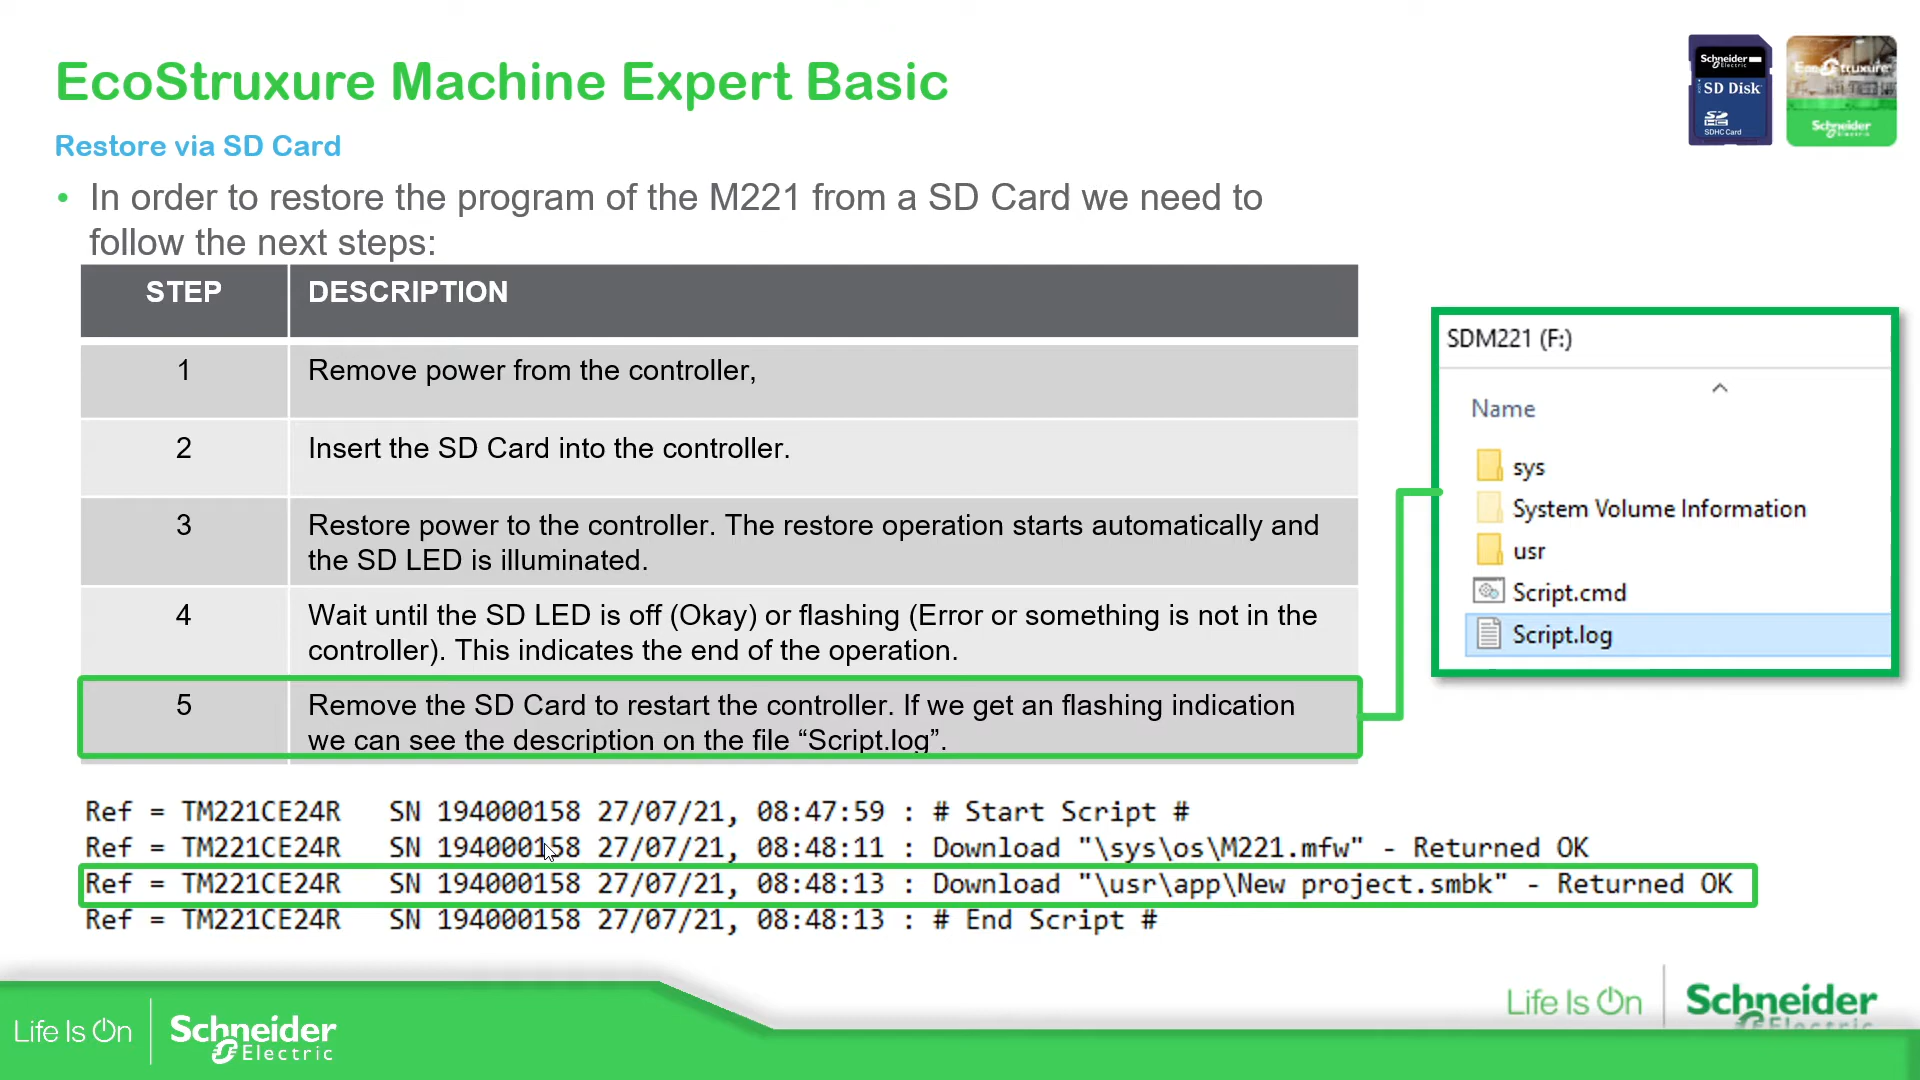 EcoStruxure Machine Expert Basic
Restore via SD Card
• In order to restore the program of the M221 from a SD Card we need to
follow the next steps:
STEP DESCRIPTION
1 Remove power from the controller,
2 Insert the SD Card into the controller.
3 Restore power to the controller. The restore operation starts automatically and
the SD LED is illuminated.
4 Wait until the SD LED is off (Okay) or flashing (Error or something is not in the
controller). This indicates the end of the operation.
5 Remove the SD Card to restart the controller. If we get an flashing indication
we can see the description on the file “Script.log”.
Schneider
Electric
SD Disk
SDHC Card
EcoStruxure
Schneider
Electric
SDM221 (F:)
Name
sys
System Volume Information
usr
Script.cmd
Script.log
Ref = TM221CE24R SN 194000158 27/07/21, 08:47:59 : # Start Script #
Ref = TM221CE24R SN 194000158 27/07/21, 08:48:11 : Download "\sys\os\M221.mfw" - Returned OK
Ref = TM221CE24R SN 194000158 27/07/21, 08:48:13 : Download "\usr\app\New project.smbk" - Returned OK
Ref = TM221CE24R SN 194000158 27/07/21, 08:48:13 : # End Script #
Life Is On
Schneider
Electric
Life Is On
Schneider
Electric